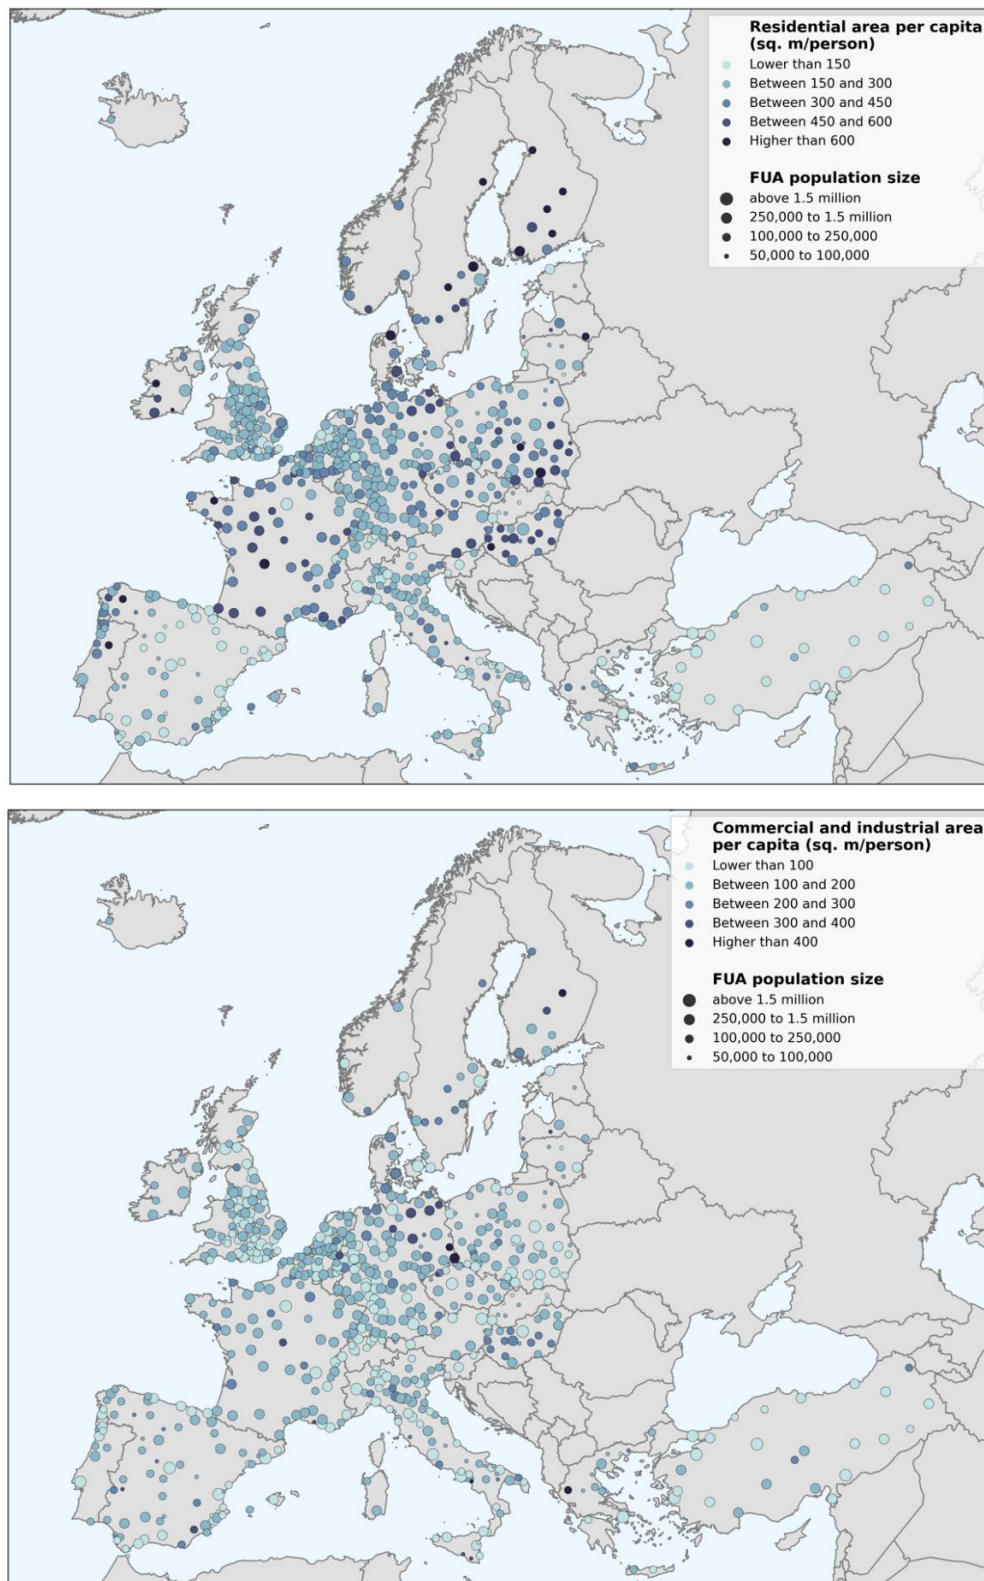 Residential area per capita
(sq. m/person)
Lower than 150
Between 150 and 300
Between 300 and 450
Between 450 and 600
Higher than 600
FUA population size
above 1.5 million
250,000 to 1.5 million
100,000 to 250,000
50,000 to 100,000
Commercial and industrial area
per capita (sq. m/person)
Lower than 100
Between 100 and 200
Between 200 and 300
Between 300 and 400
Higher than 400
FUA population size
above 1.5 million
250,000 to 1.5 million
100,000 to 250,000
50,000 to 100,000